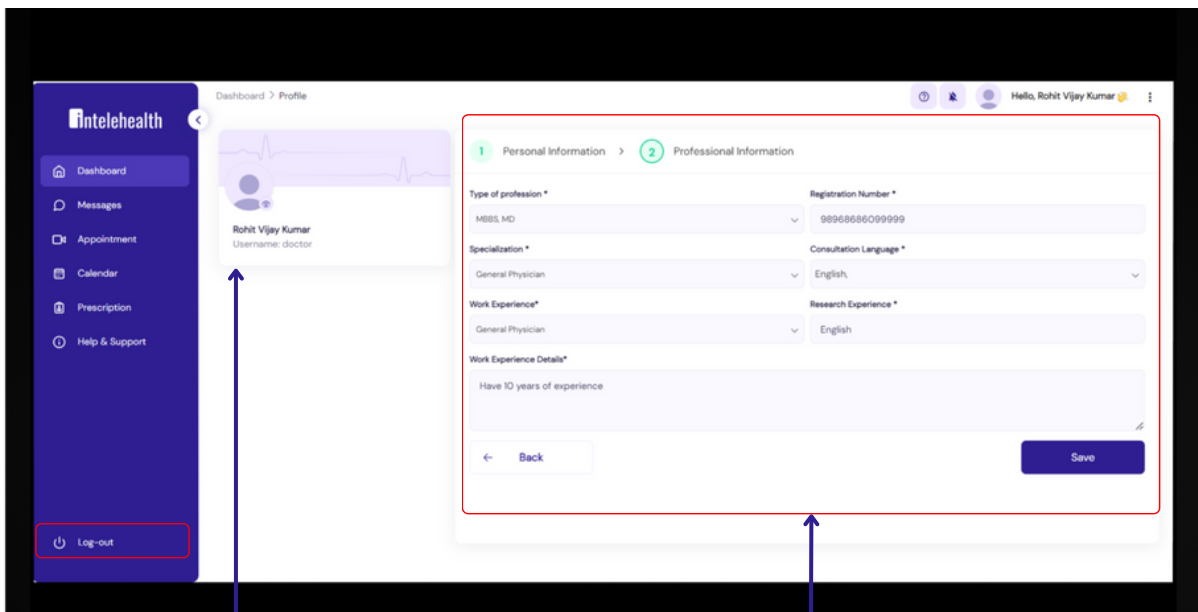 Dashboard > Profile
Hello, Rohit Vijay Kumar 👋
intelehealth
Dashboard
Messages
Appointment
Calendar
Prescription
Help & Support
Log-out
Rohit Vijay Kumar
Username: doctor
1 Personal Information > 2 Professional Information
Type of profession *
MBBS, MD
Registration Number *
98968686099999
Specialization *
General Physician
Consultation Language *
English,
Work Experience*
General Physician
Research Experience *
English
Work Experience Details*
Have 10 years of experience
← Back
Save